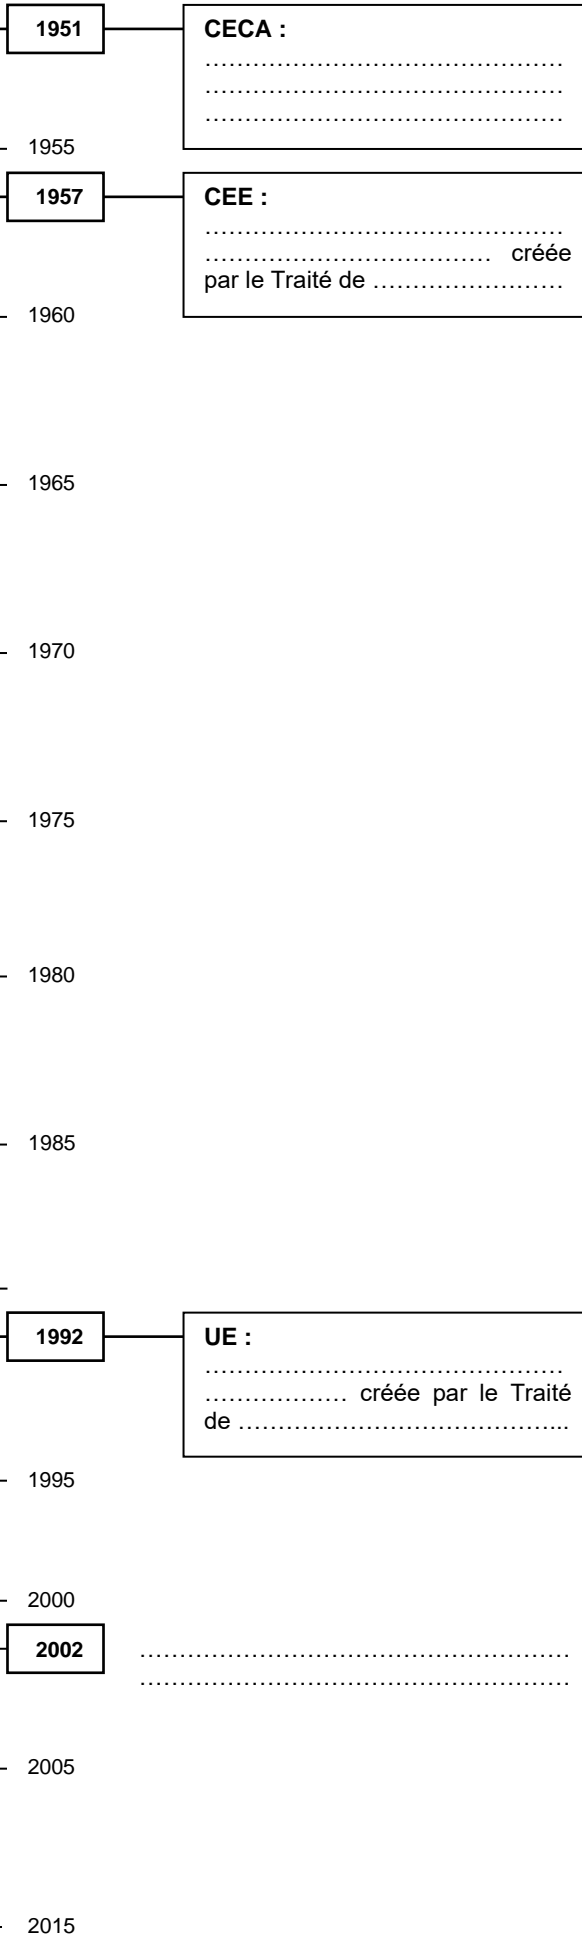 1951 CECA :
………………………………………
………………………………………
………………………………………
1955
1957 CEE :
………………………………………
……………………………… créée
par le Traité de ……………………
1960
1965
1970
1975
1980
1985
1992 UE :
………………………………………
……………… créée par le Traité
de …………………………………...
1995
2000
2002 ………………………………………………
………………………………………………
2005
2015